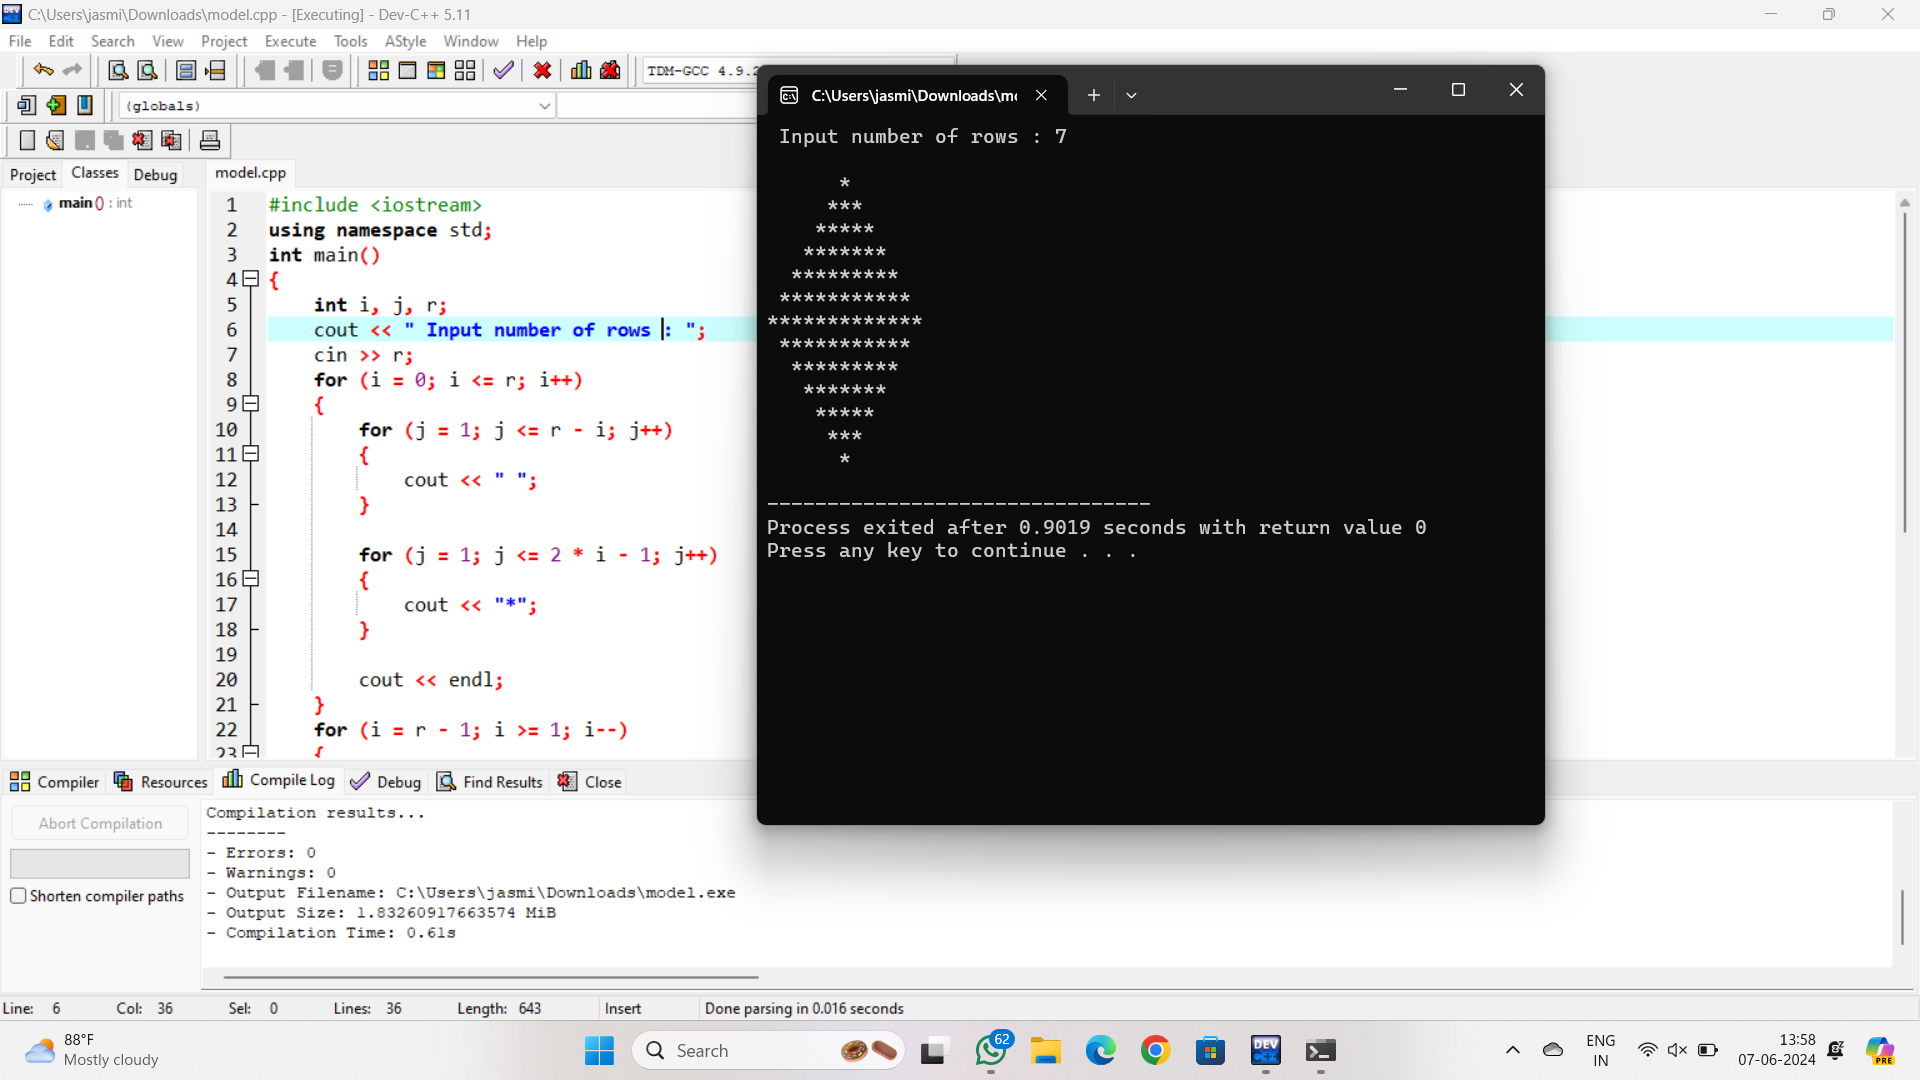 C:\Users\jasmi\Downloads\model.cpp - [Executing] - Dev-C++ 5.11
File Edit Search View Project Execute Tools AStyle Window Help
TDM-GCC 4.9.2
(globals)
Project Classes Debug
main() : int
model.cpp
1 #include <iostream>
2 using namespace std;
3 int main()
4 {
5 int i, j, r;
6 cout << " Input number of rows : ";
7 cin >> r;
8 for (i = 0; i <= r; i++)
9 {
10 for (j = 1; j <= r - i; j++)
11 {
12 cout << " ";
13 }
14
15 for (j = 1; j <= 2 * i - 1; j++)
16 {
17 cout << "*";
18 }
19
20 cout << endl;
21 }
22 for (i = r - 1; i >= 1; i--)
23 {
C:\Users\jasmi\Downloads\m
Input number of rows : 7
*
***
*****
*******
*********
***********
*************
***********
*********
*******
*****
***
*
--------------------------------
Process exited after 0.9019 seconds with return value 0
Press any key to continue . . .
Compiler Resources Compile Log Debug Find Results Close
Abort Compilation
Shorten compiler paths
Compilation results...
--------
- Errors: 0
- Warnings: 0
- Output Filename: C:\Users\jasmi\Downloads\model.exe
- Output Size: 1.83260917663574 MiB
- Compilation Time: 0.61s
Line: 6 Col: 36 Sel: 0 Lines: 36 Length: 643 Insert Done parsing in 0.016 seconds
88°F
Mostly cloudy
Search
62
DEV
C++
ENG
IN
13:58
07-06-2024
PRE